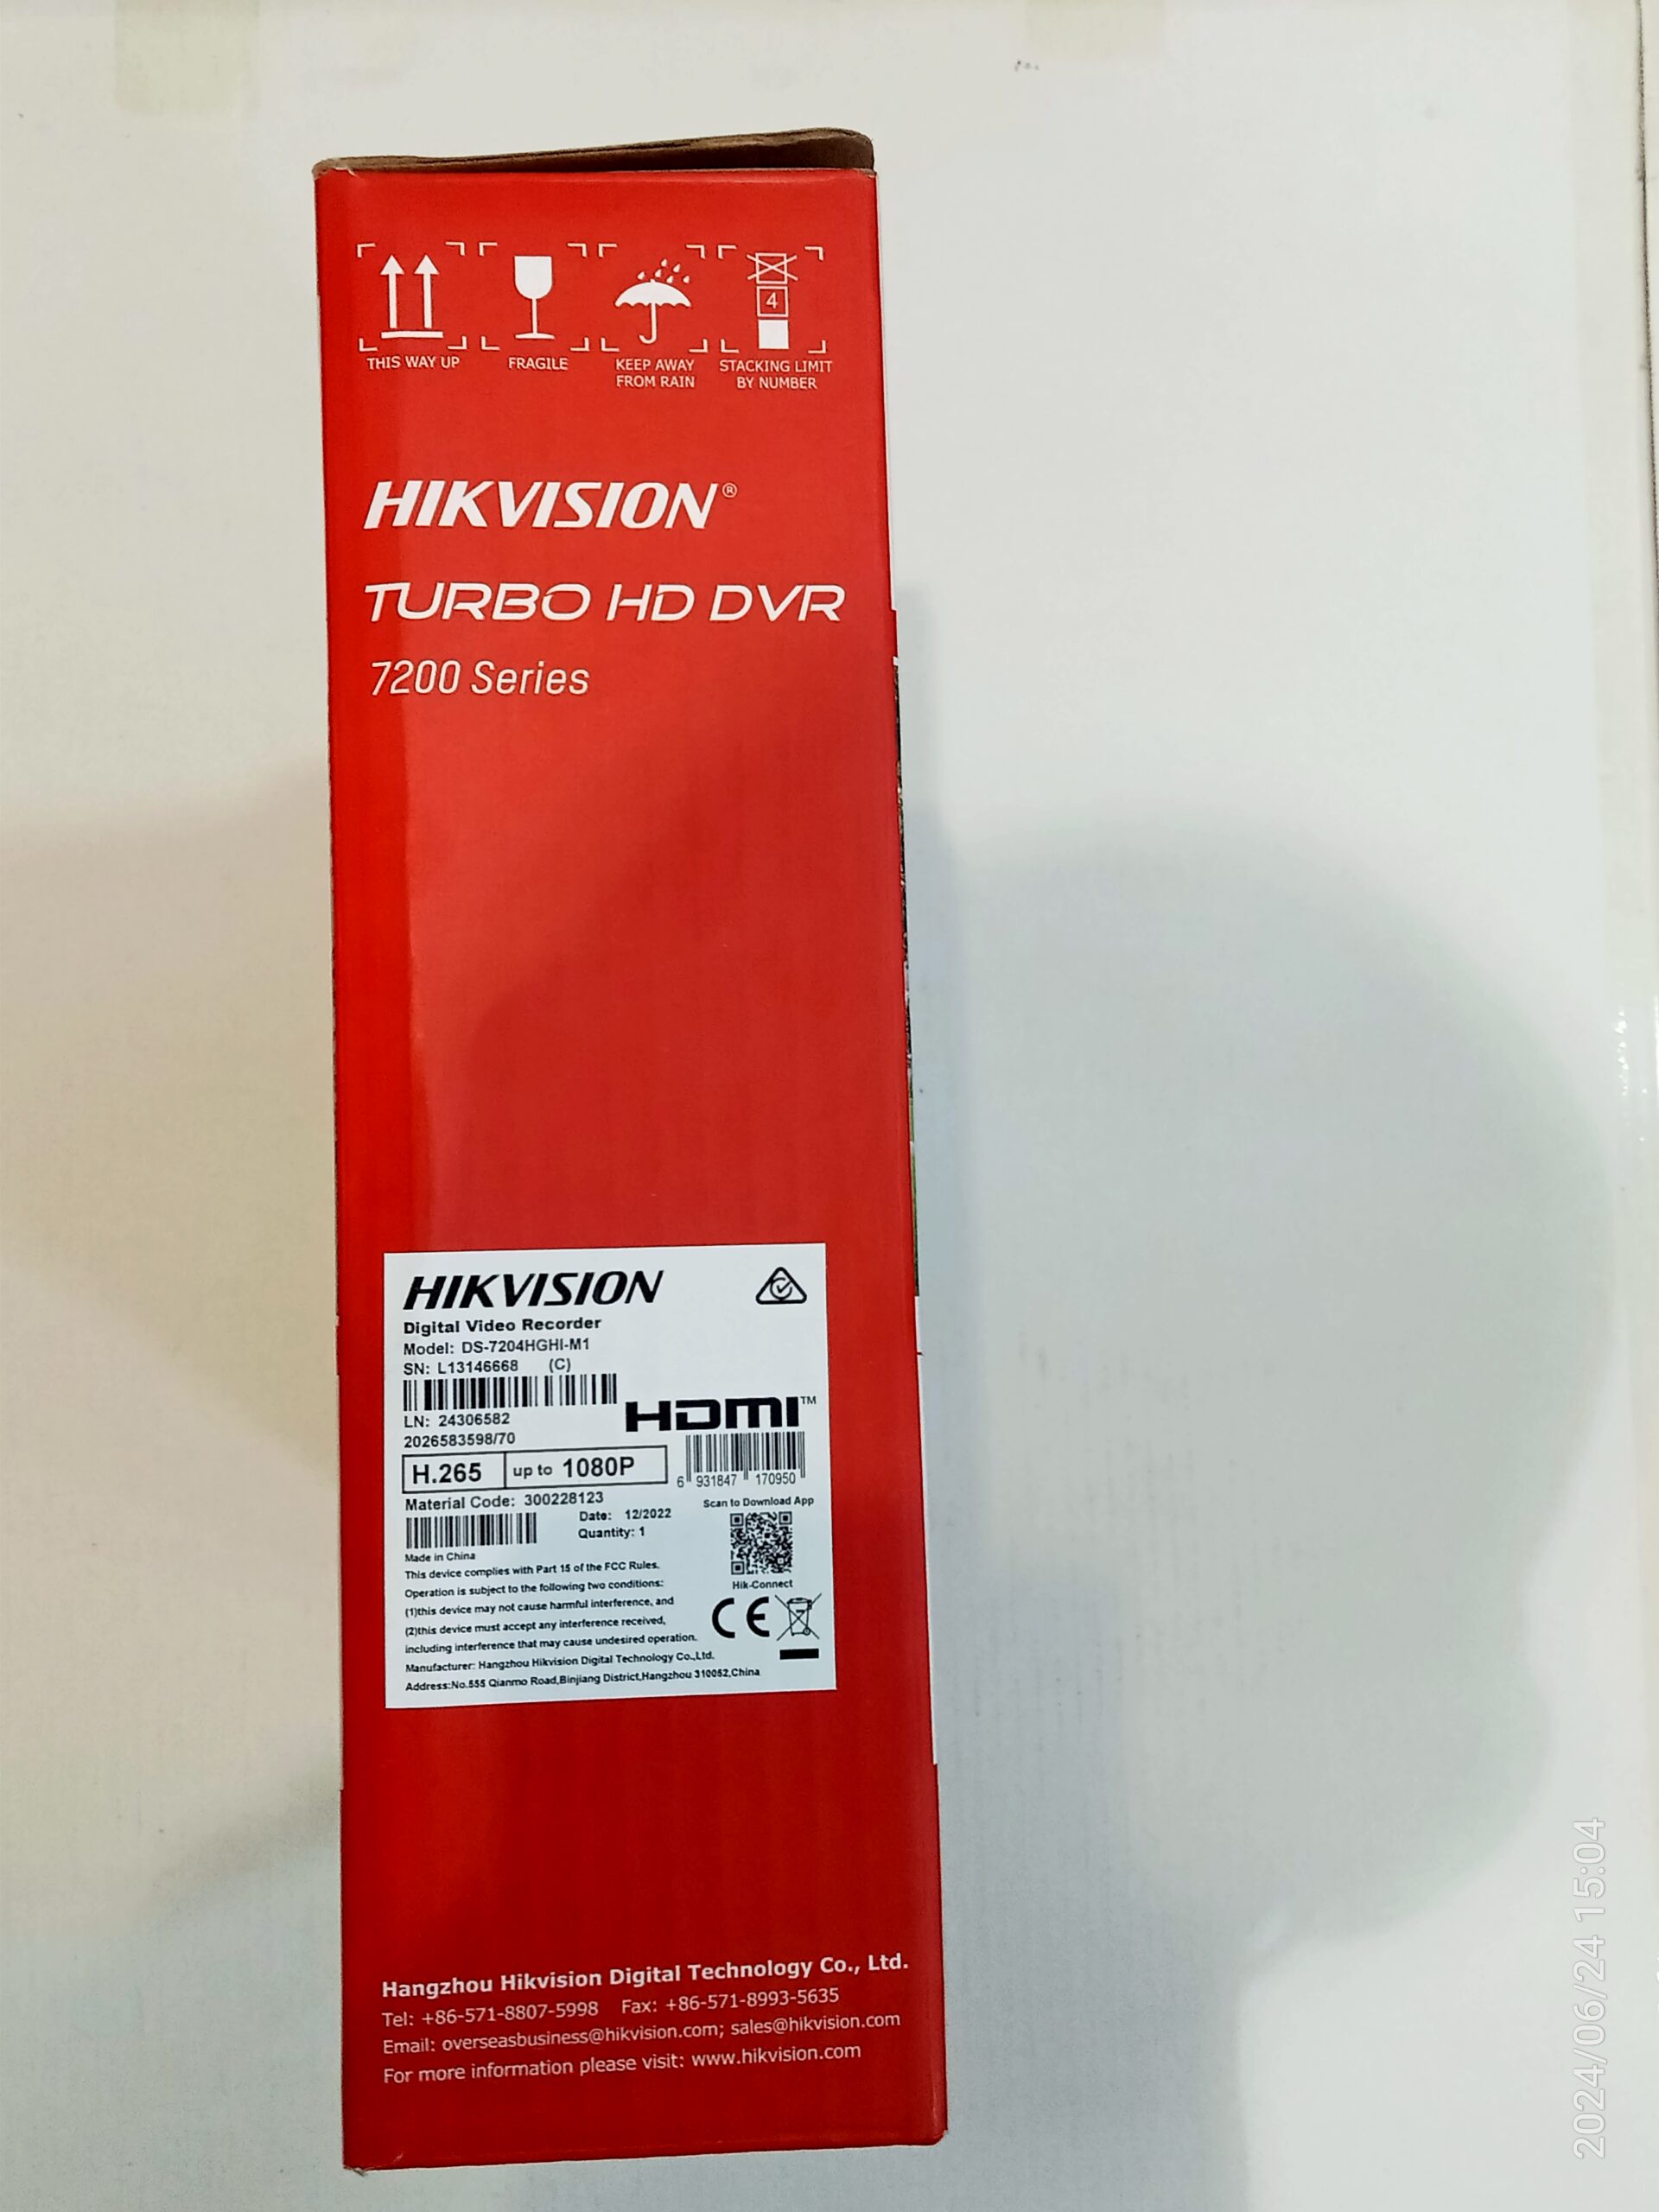 THIS WAY UP
FRAGILE
KEEP AWAY
FROM RAIN
4
STACKING LIMIT
BY NUMBER
HIKVISION®
TURBO HD DVR
7200 Series
HIKVISION
Digital Video Recorder
Model: DS-7204HGHI-M1
SN: L13146668 (C)
HDMI™
LN: 24306582
2026583598/70
H.265 up to 1080P
6 931847 170950
Material Code: 300228123
Scan to Download App
Date: 12/2022
Quantity: 1
Hik-Connect
Made in China
This device complies with Part 15 of the FCC Rules.
Operation is subject to the following two conditions:
(1)this device may not cause harmful interference, and
(2)this device must accept any interference received,
including interference that may cause undesired operation.
CE
Manufacturer: Hangzhou Hikvision Digital Technology Co.,Ltd.
Address:No.555 Qianmo Road,Binjiang District,Hangzhou 310052,China
Hangzhou Hikvision Digital Technology Co., Ltd.
Tel: +86-571-8807-5998 Fax: +86-571-8993-5635
Email: overseasbusiness@hikvision.com; sales@hikvision.com
For more information please visit: www.hikvision.com
2024/06/24 15:04